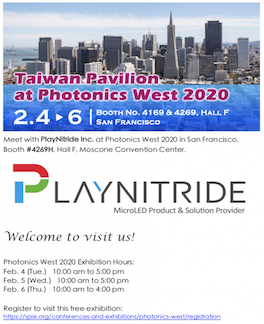 Taiwan Pavilion
at Photonics West 2020
2.4 ▸ 6 | Booth No. 4169 & 4269, Hall F
San Francisco
Meet with PlayNitride Inc. at Photonics West 2020 in San Francisco,
Booth #4269H, Hall F, Moscone Convention Center.
PLAYNITRIDE
MicroLED Product & Solution Provider
Welcome to visit us!
Photonics West 2020 Exhibition Hours:
Feb. 4 (Tue.) 10:00 am to 5:00 pm
Feb. 5 (Wed.) 10:00 am to 5:00 pm
Feb. 6 (Thu.) 10:00 am to 4:00 pm
Register to visit this free exhibition:
https://spie.org/conferences-and-exhibitions/photonics-west/registration